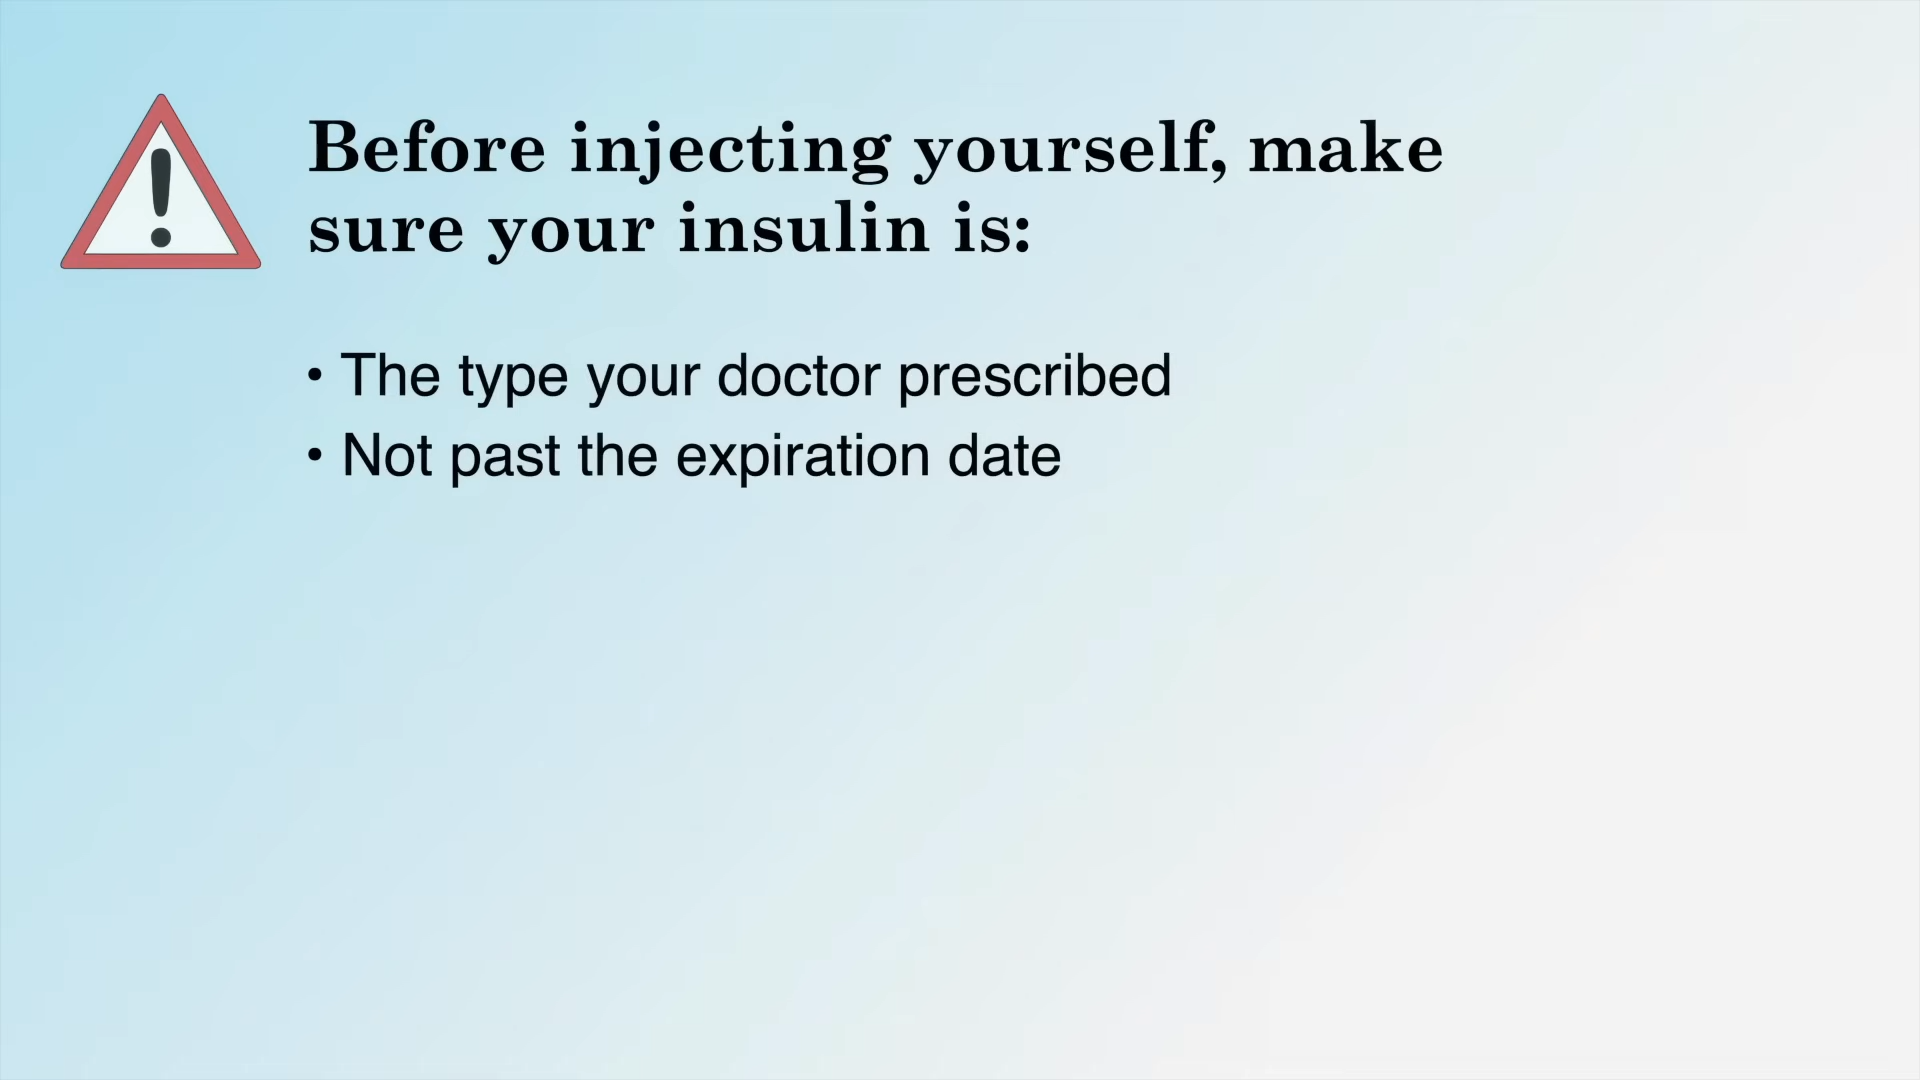 Before injecting yourself, make
sure your insulin is:
• The type your doctor prescribed
• Not past the expiration date